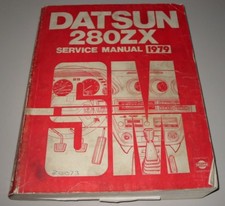 DATSUN
280ZX
SERVICE MANUAL 1979
SM